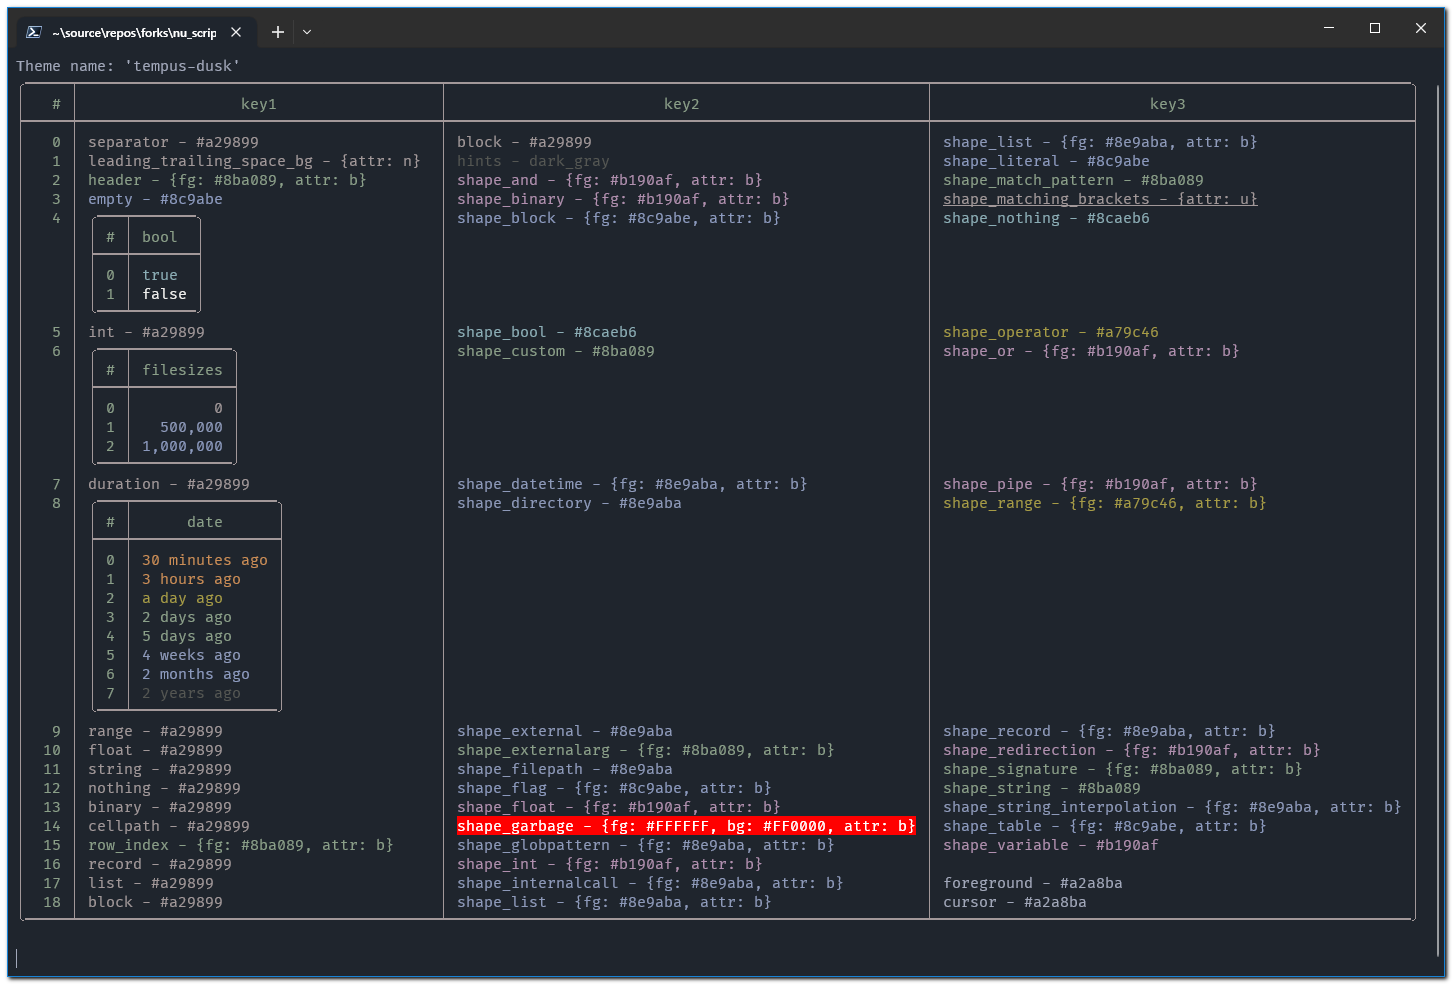 ~\source\repos\forks\nu_scrip
Theme name: 'tempus-dusk'
# key1 key2 key3
0 separator - #a29899 block - #a29899 shape_list - {fg: #8e9aba, attr: b}
1 leading_trailing_space_bg - {attr: n} hints - dark_gray shape_literal - #8c9abe
2 header - {fg: #8ba089, attr: b} shape_and - {fg: #b190af, attr: b} shape_match_pattern - #8ba089
3 empty - #8c9abe shape_binary - {fg: #b190af, attr: b} shape_matching_brackets - {attr: u}
4 shape_block - {fg: #8c9abe, attr: b} shape_nothing - #8caeb6
# bool
0 true
1 false
5 int - #a29899 shape_bool - #8caeb6 shape_operator - #a79c46
6 shape_custom - #8ba089 shape_or - {fg: #b190af, attr: b}
# filesizes
0 0
1 500,000
2 1,000,000
7 duration - #a29899 shape_datetime - {fg: #8e9aba, attr: b} shape_pipe - {fg: #b190af, attr: b}
8 shape_directory - #8e9aba shape_range - {fg: #a79c46, attr: b}
# date
0 30 minutes ago
1 3 hours ago
2 a day ago
3 2 days ago
4 5 days ago
5 4 weeks ago
6 2 months ago
7 2 years ago
9 range - #a29899 shape_external - #8e9aba shape_record - {fg: #8e9aba, attr: b}
10 float - #a29899 shape_externalarg - {fg: #8ba089, attr: b} shape_redirection - {fg: #b190af, attr: b}
11 string - #a29899 shape_filepath - #8e9aba shape_signature - {fg: #8ba089, attr: b}
12 nothing - #a29899 shape_flag - {fg: #8c9abe, attr: b} shape_string - #8ba089
13 binary - #a29899 shape_float - {fg: #b190af, attr: b} shape_string_interpolation - {fg: #8e9aba, attr: b}
14 cellpath - #a29899 shape_garbage - {fg: #FFFFFF, bg: #FF0000, attr: b} shape_table - {fg: #8c9abe, attr: b}
15 row_index - {fg: #8ba089, attr: b} shape_globpattern - {fg: #8e9aba, attr: b} shape_variable - #b190af
16 record - #a29899 shape_int - {fg: #b190af, attr: b}
17 list - #a29899 shape_internalcall - {fg: #8e9aba, attr: b} foreground - #a2a8ba
18 block - #a29899 shape_list - {fg: #8e9aba, attr: b} cursor - #a2a8ba